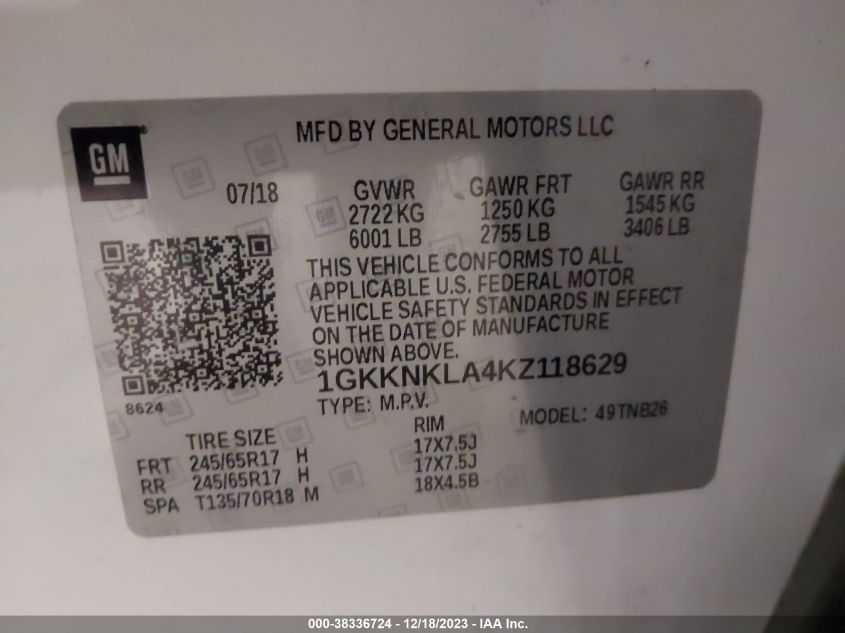 GM
MFD BY GENERAL MOTORS LLC
07/18 GVWR GAWR FRT GAWR RR
2722 KG 1250 KG 1545 KG
6001 LB 2755 LB 3406 LB
THIS VEHICLE CONFORMS TO ALL
APPLICABLE U.S. FEDERAL MOTOR
VEHICLE SAFETY STANDARDS IN EFFECT
ON THE DATE OF MANUFACTURE
SHOWN ABOVE.
1GKKNKLA4KZ118629
8624
TYPE: M.P.V. MODEL: 49TNB26
TIRE SIZE RIM
FRT 245/65R17 H 17X7.5J
RR 245/65R17 H 17X7.5J
SPA T135/70R18 M 18X4.5B
000-38336724 - 12/18/2023 - IAA Inc.